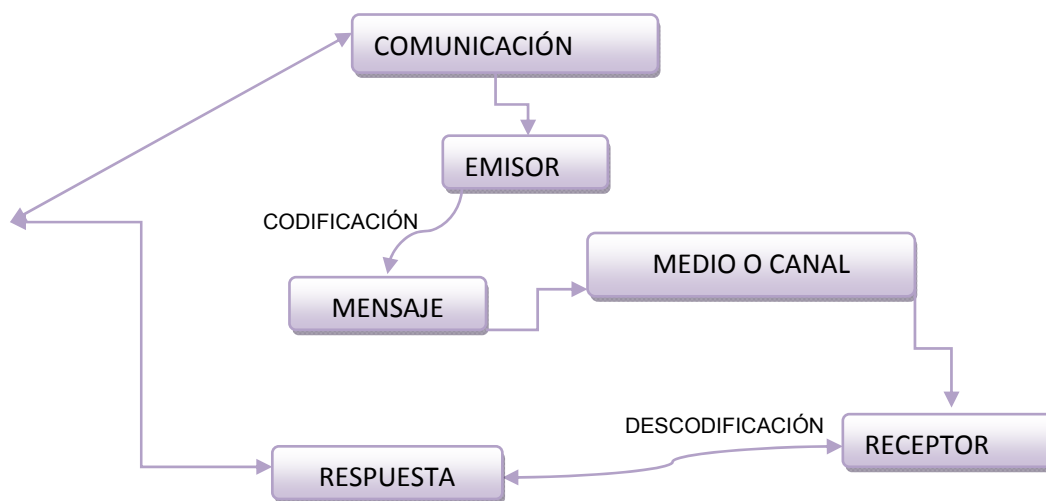 COMUNICACIÓN
EMISOR
CODIFICACIÓN
MEDIO O CANAL
MENSAJE
DESCODIFICACIÓN
RECEPTOR
RESPUESTA